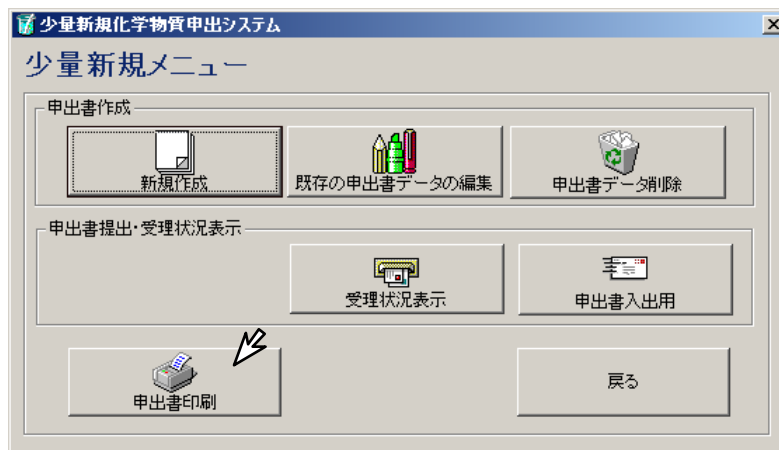 少量新規化学物質申出システム
少量新規メニュー
申出書作成
新規作成
既存の申出書データの編集
申出書データ削除
申出書提出・受理状況表示
受理状況表示
申出書入出用
申出書印刷
戻る